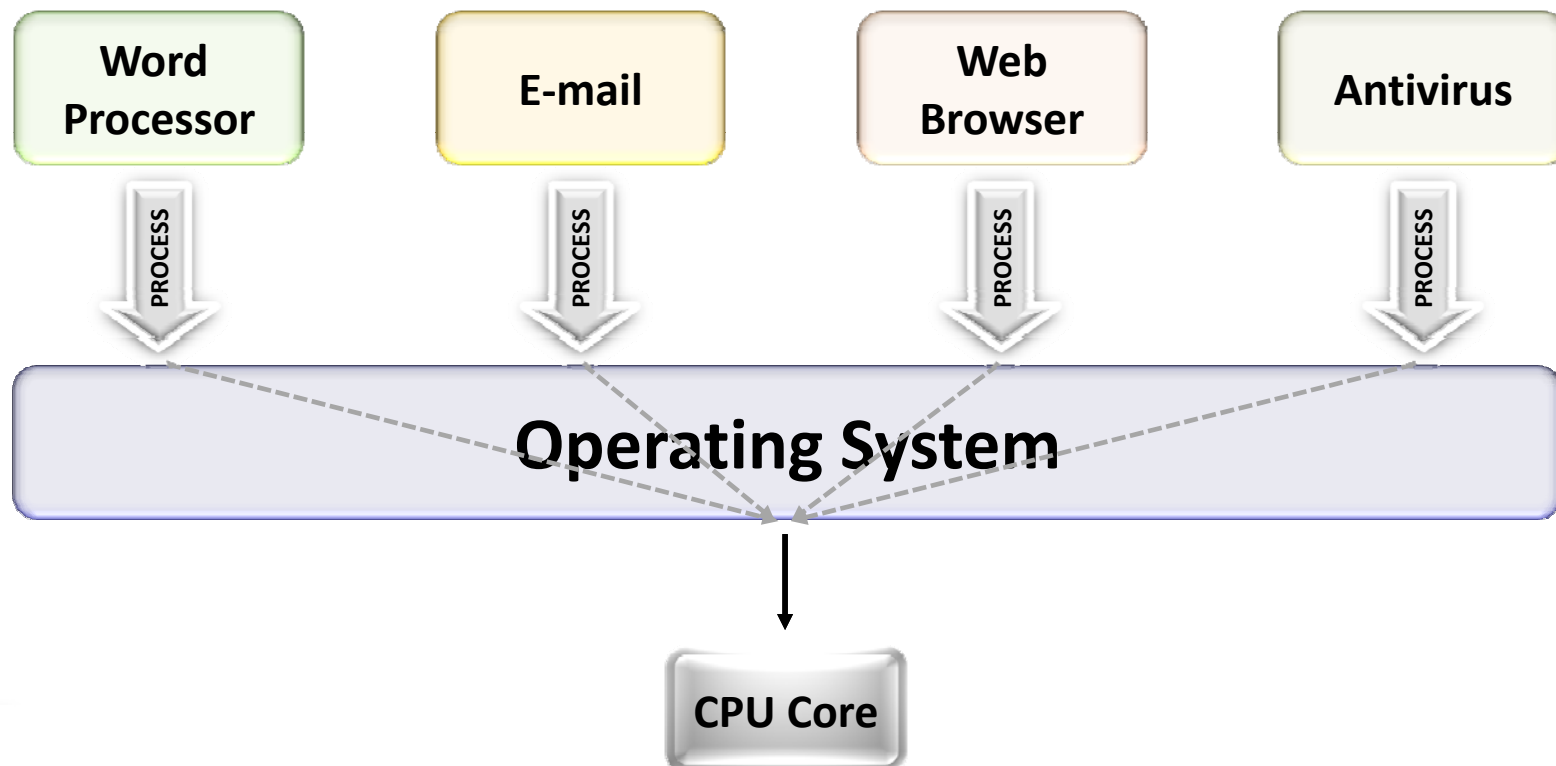 Word
Processor
E-mail
Web
Browser
Antivirus
PROCESS
PROCESS
PROCESS
PROCESS
Operating System
CPU Core